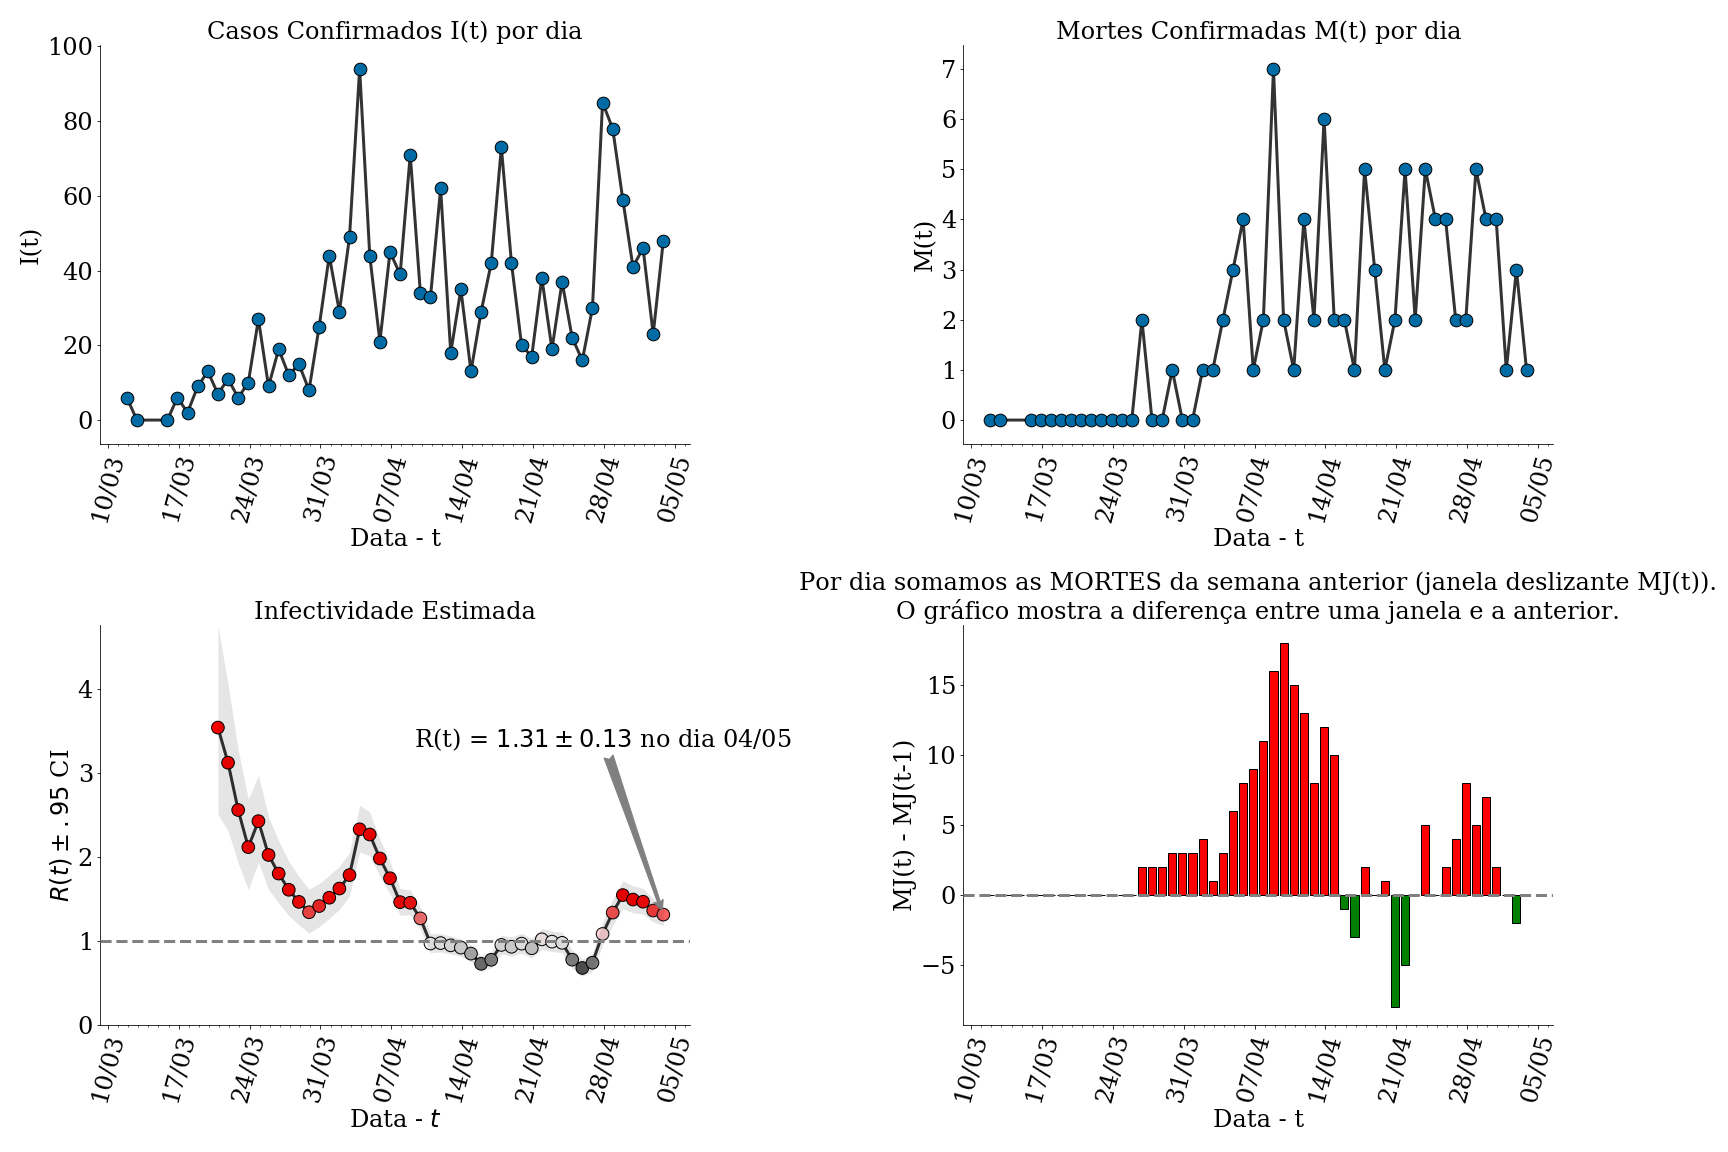 Casos Confirmados I(t) por dia
100
80
60
40
20
0
I(t)
10/03 17/03 24/03 31/03 07/04 14/04 21/04 28/04 05/05
Data - t
Mortes Confirmadas M(t) por dia
7
6
5
4
3
2
1
0
M(t)
10/03 17/03 24/03 31/03 07/04 14/04 21/04 28/04 05/05
Data - t
Infectividade Estimada
4
3
2
1
0
R(t) ± .95 CI
R(t) = 1.31 ± 0.13 no dia 04/05
10/03 17/03 24/03 31/03 07/04 14/04 21/04 28/04 05/05
Data - t
Por dia somamos as MORTES da semana anterior (janela deslizante MJ(t)).
O gráfico mostra a diferença entre uma janela e a anterior.
15
10
5
0
−5
MJ(t) - MJ(t-1)
10/03 17/03 24/03 31/03 07/04 14/04 21/04 28/04 05/05
Data - t